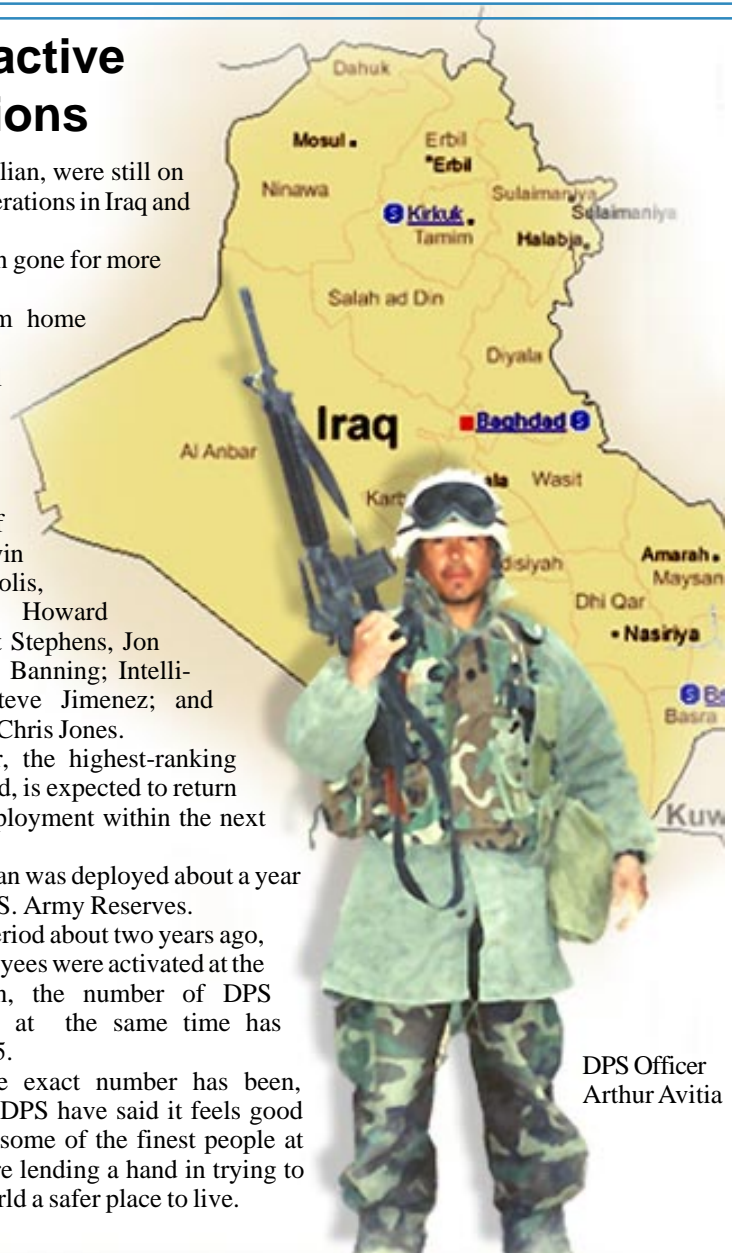 active
ions
lian, were still on
erations in Iraq and
n gone for more
m home
f
vin
olis,
Howard
t Stephens, Jon
Banning; Intelli-
teve Jimenez; and
Chris Jones.
r, the highest-ranking
d, is expected to return
ployment within the next
an was deployed about a year
S. Army Reserves.
eriod about two years ago,
yees were activated at the
n, the number of DPS
at the same time has
5.
e exact number has been,
DPS have said it feels good
some of the finest people at
re lending a hand in trying to
rld a safer place to live.
Dahuk
Mosul
Erbil
Erbil
Ninawa
Sulaimaniya
Sulaimaniya
Kirkuk
Tamim
Halabja
Salah ad Din
Diyala
Iraq
Baghdad
Al Anbar
ala
Wasit
Karb
disiyah
Amarah
Maysan
Dhi Qar
Nasiriya
Ba
Basra
Kuw
DPS Officer
Arthur Avitia